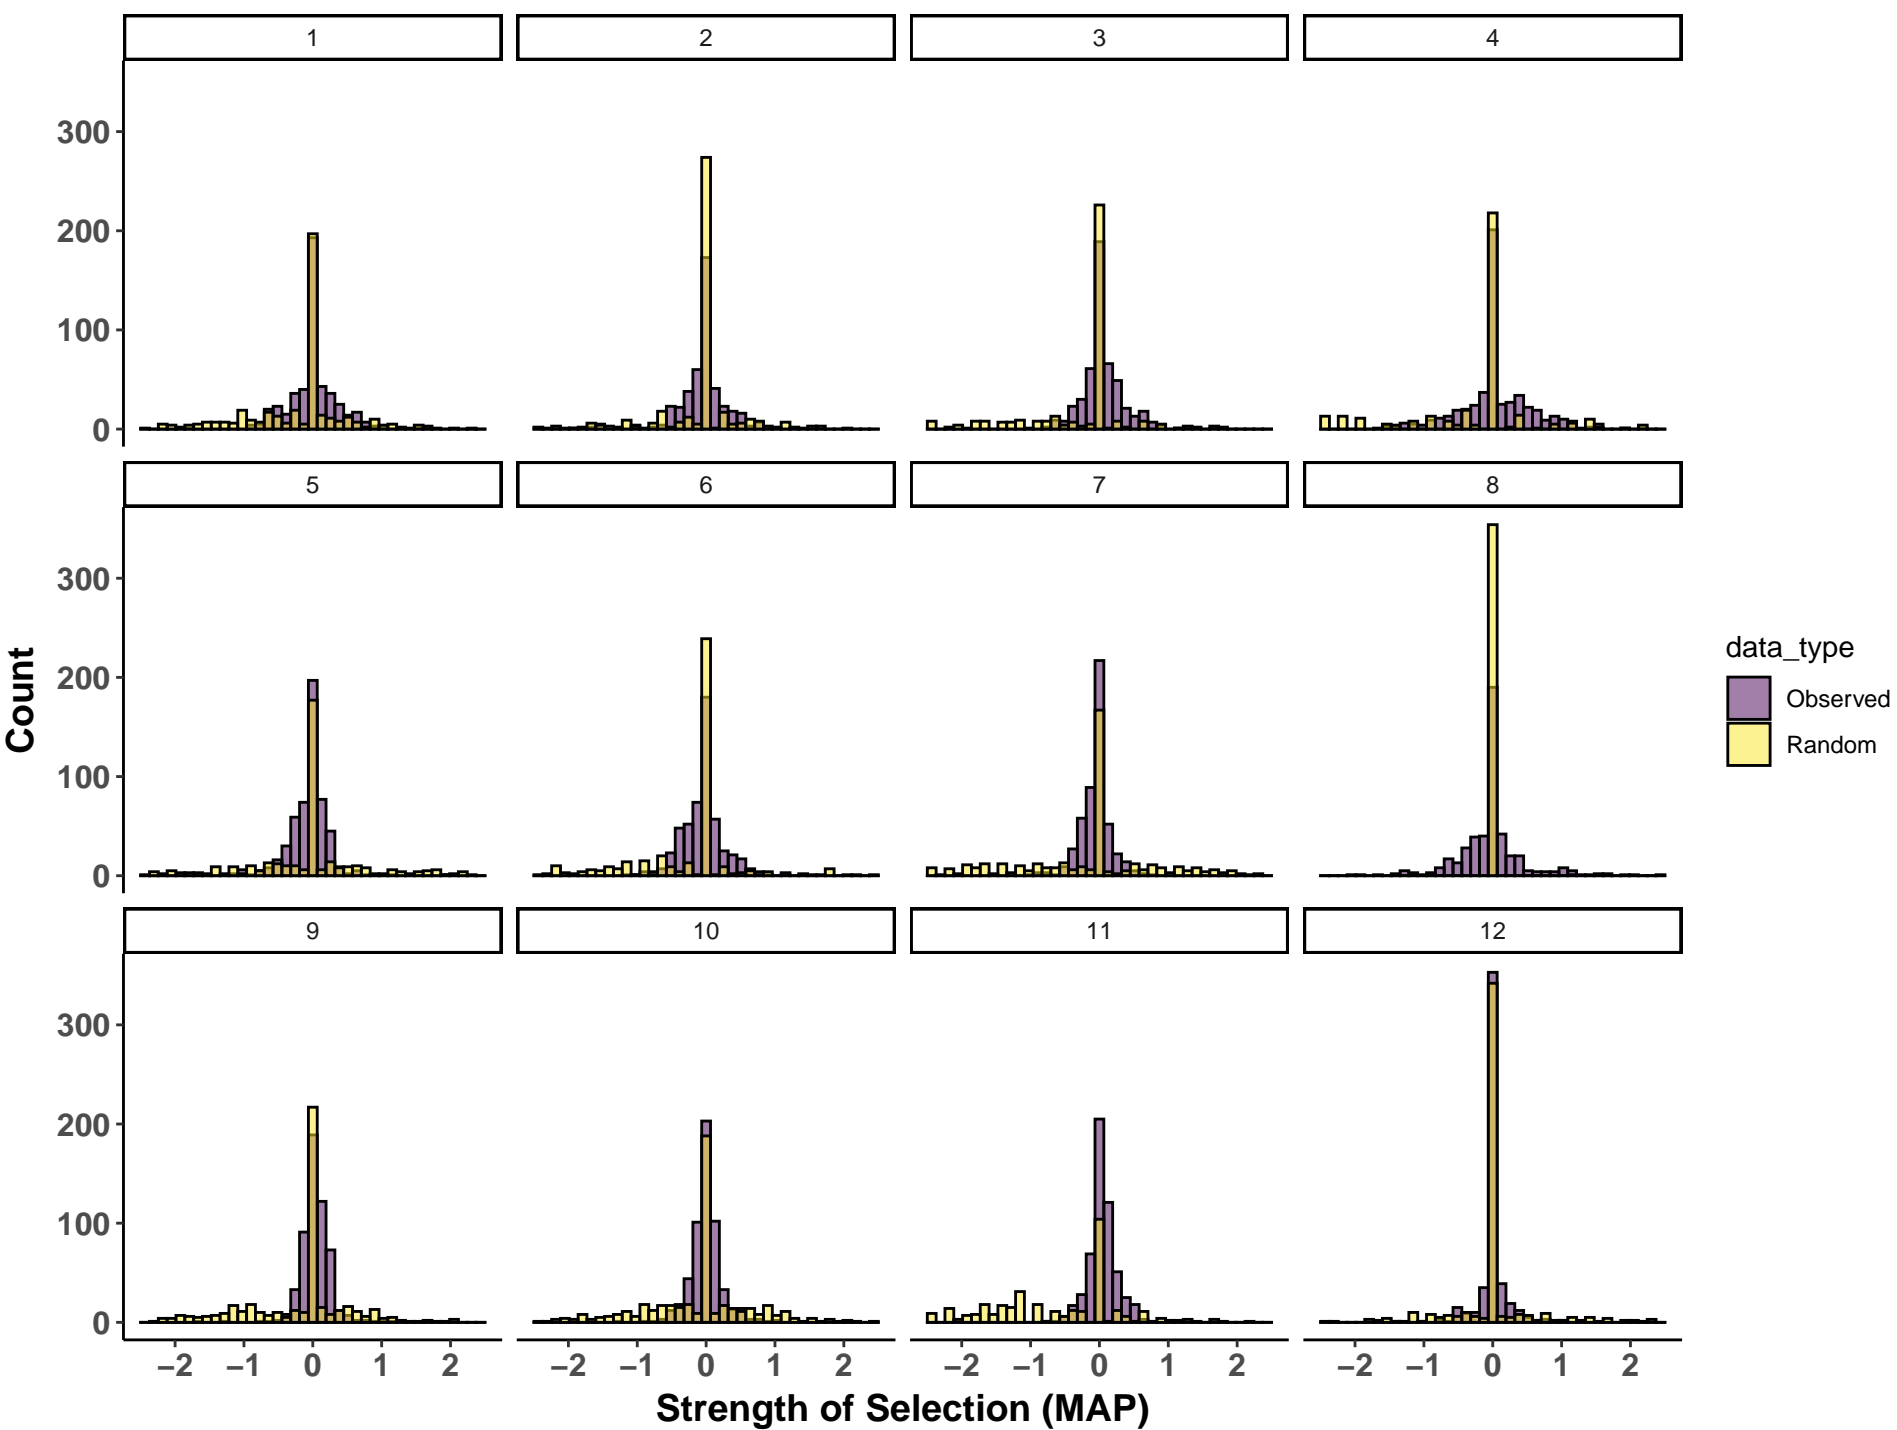 1 2 3 4
300
200
100
0
5 6 7 8
300
200
100
0
Count
data_type
Observed
Random
9 10 11 12
300
200
100
0
−2 −1 0 1 2 −2 −1 0 1 2 −2 −1 0 1 2 −2 −1 0 1 2
Strength of Selection (MAP)